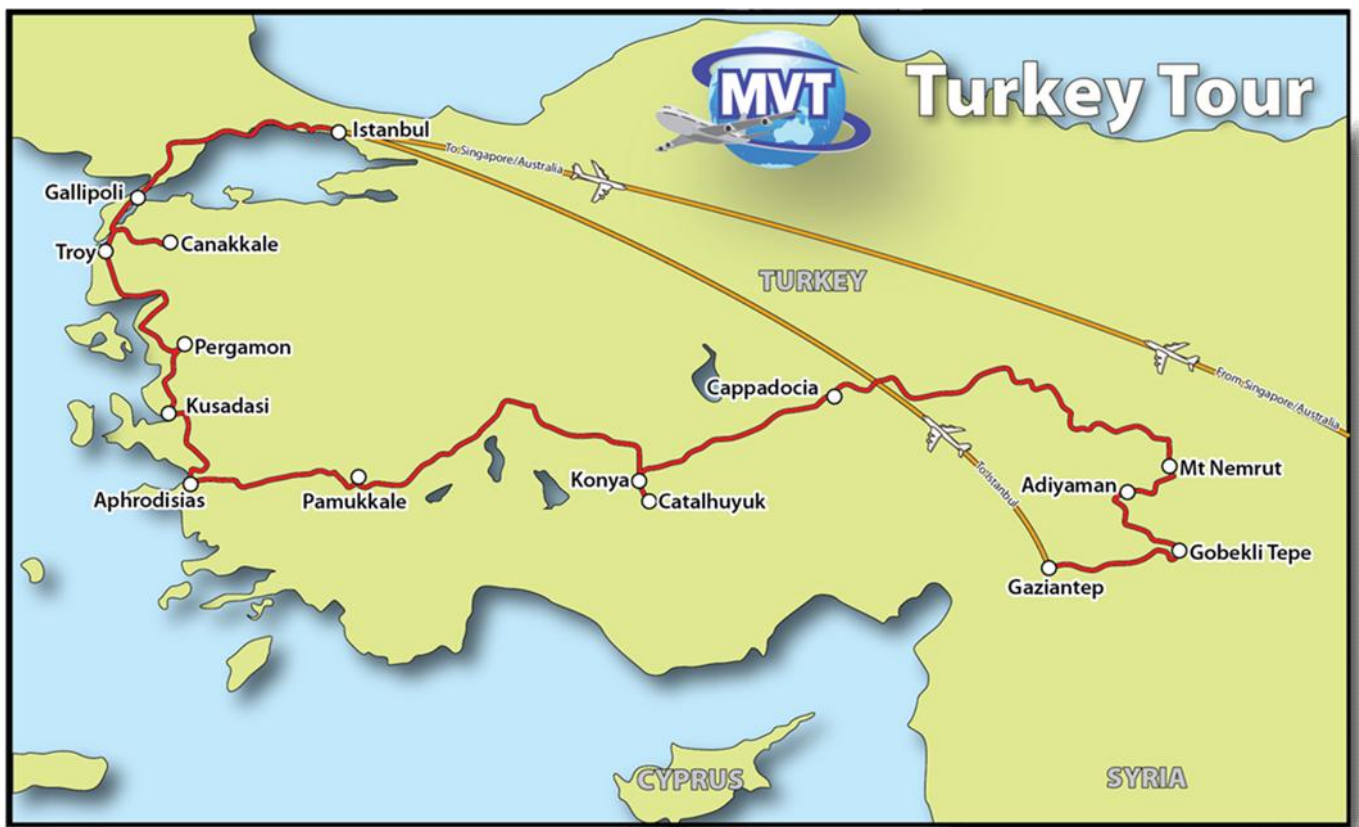 MVT
Turkey Tour
Istanbul
To Singapore/Australia
Gallipoli
Canakkale
Troy
TURKEY
Pergamon
From Singapore/Australia
Cappadocia
Kusadasi
Mt Nemrut
To Istanbul
Konya
Adiyaman
Aphrodisias
Pamukkale
Catalhuyuk
Gobekli Tepe
Gaziantep
CYPRUS
SYRIA